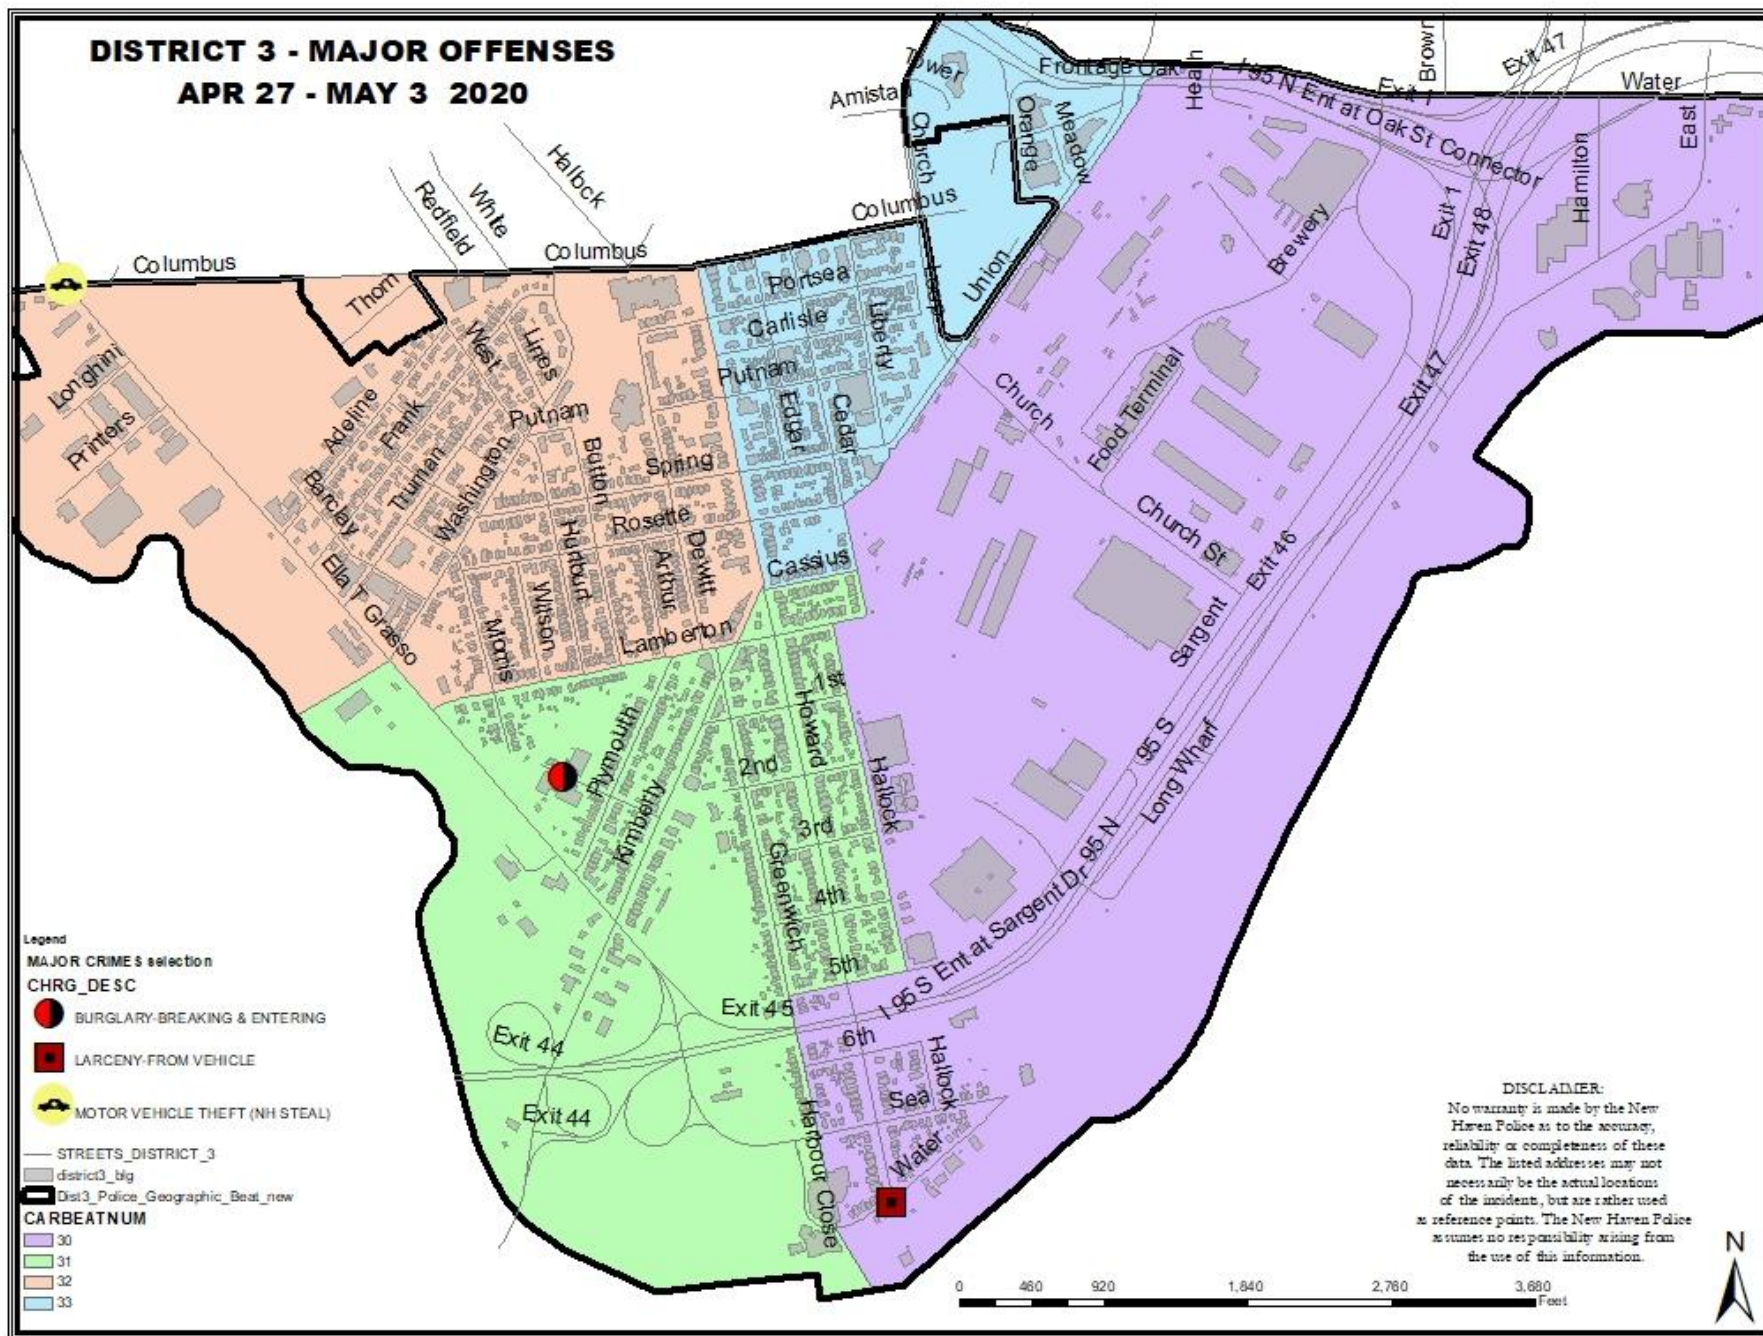 DISTRICT 3 - MAJOR OFFENSES
APR 27 - MAY 3 2020
Tower
Frontage Oak
Health
I 95 N Ent at Oak St Connector
Exit 1
Brown
Exit 47
Water
Amistad
Church
Orange
Meadow
Hamilton
East
Hallock
White
Redfield
Columbus
Columbus
Columbus
Brewery
Exit 1
Exit 48
Thorn
Portsea
Loop
Union
Carlisle
Liberty
West
Lines
Longhini
Printers
Adeline
Frank
Putnam
Putnam
Edgar
Cedar
Church
Food Terminal
Exit 47
Barclay
Truman
Washington
Button
Spring
Rosette
Church St
Exit 46
Ella T Grasso
Hurlburt
Arthur
Dewitt
Cassius
Wilson
Morris
Lamberton
Sargent
1st
Howard
Plymouth
Kimberly
2nd
Hallock
95 S
Long Wharf
3rd
95 N
Greenwich
4th
5th
I 95 S Ent at Sargent Dr
Exit 45
Exit 44
6th
Hallock
Sea
Exit 44
Harbour Close
Water
Legend
MAJOR CRIMES selection
CHRG_DESC
BURGLARY-BREAKING & ENTERING
LARCENY-FROM VEHICLE
MOTOR VEHICLE THEFT (NH STEAL)
STREETS_DISTRICT_3
district3_blg
Dist3_Police_Geographic_Beat_new
CARBEATNUM
30
31
32
33
DISCLAIMER:
No warranty is made by the New
Haven Police as to the accuracy,
reliability or completeness of these
data. The listed addresses may not
necessarily be the actual locations
of the incidents, but are rather used
as reference points. The New Haven Police
assumes no responsibility arising from
the use of this information.
N
0 460 920 1,840 2,760 3,680
Feet